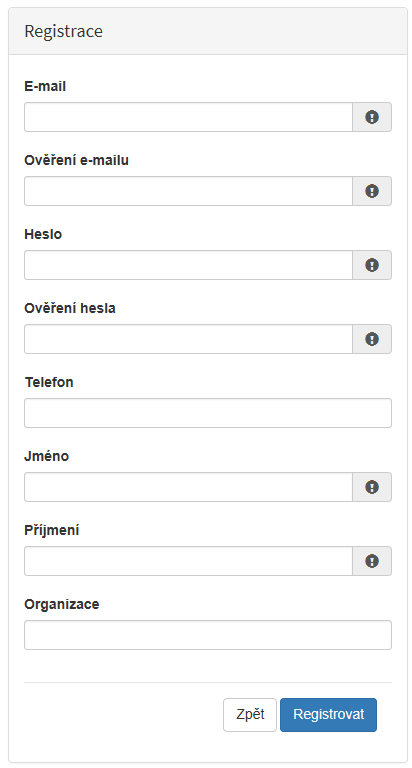 Registrace
E-mail
Ověření e-mailu
Heslo
Ověření hesla
Telefon
Jméno
Příjmení
Organizace
Zpět Registrovat